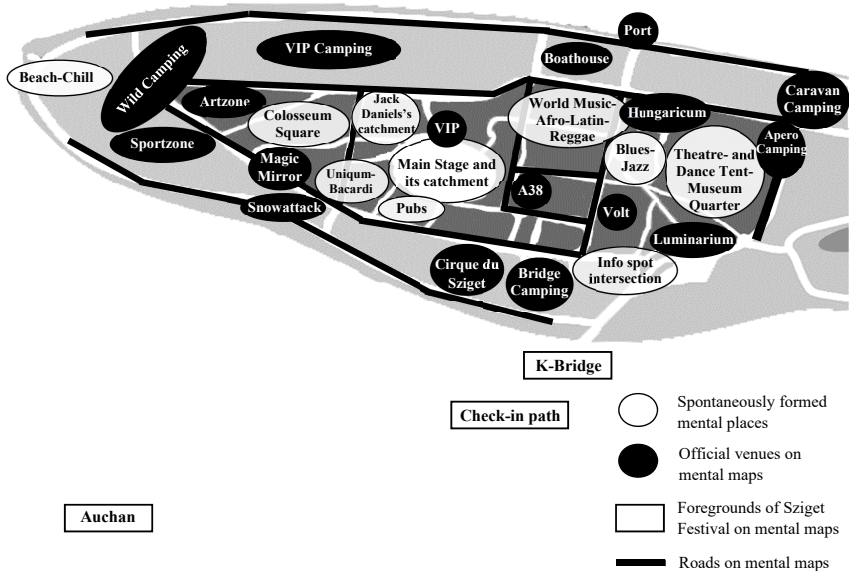 Port
VIP Camping
Boathouse
Beach-Chill
Wild Camping
Caravan
Camping
Artzone
Jack
Daniels's
catchment
World Music-
Afro-Latin-
Reggae
Hungaricum
Colosseum
Square
VIP
Apero
Camping
Sportzone
Magic
Mirror
Uniqum-
Bacardi
Main Stage and
its catchment
Blues-
Jazz
Theatre- and
Dance Tent-
Museum
Quarter
A38
Snowattack
Pubs
Volt
Luminarium
Cirque du
Sziget
Bridge
Camping
Info spot
intersection
K-Bridge
Check-in path
Auchan
Spontaneously formed
mental places
Official venues on
mental maps
Foregrounds of Sziget
Festival on mental maps
Roads on mental maps